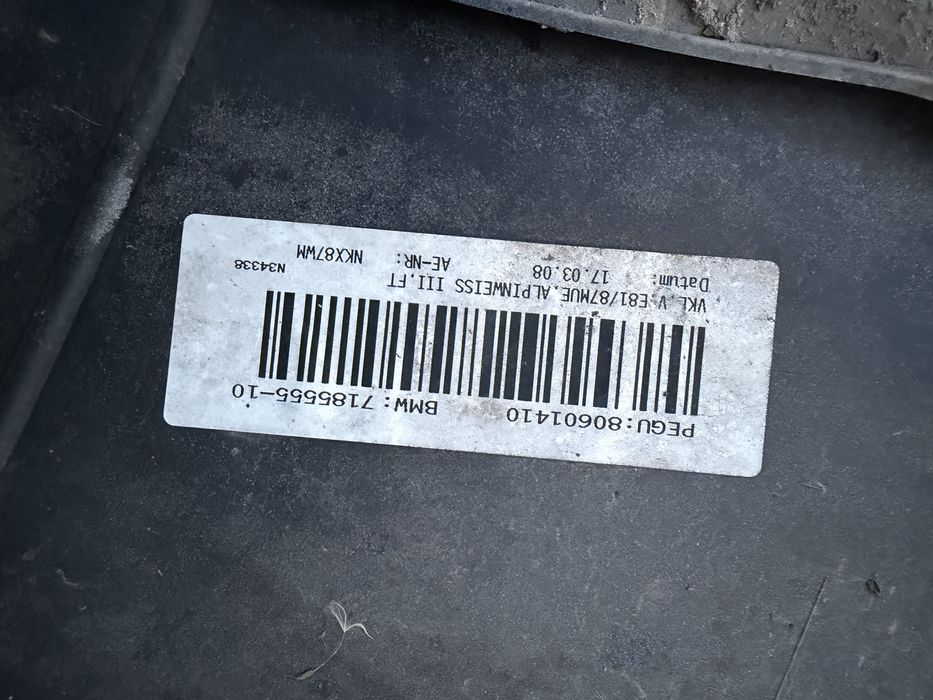 PEGU:80601410 BMW:7185555-10
VKL.V.E81/87MUE.ALPINWEISS III.FT
Datum: 17.03.08 AE-NR: NKX87WM N34338